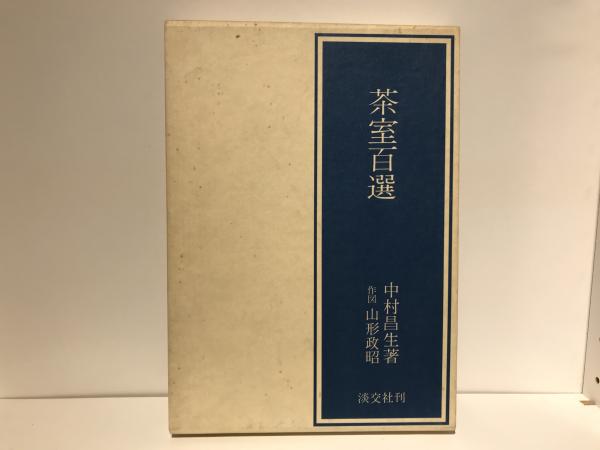 茶室百選
中村昌生著
作図 山形政昭
淡交社刊